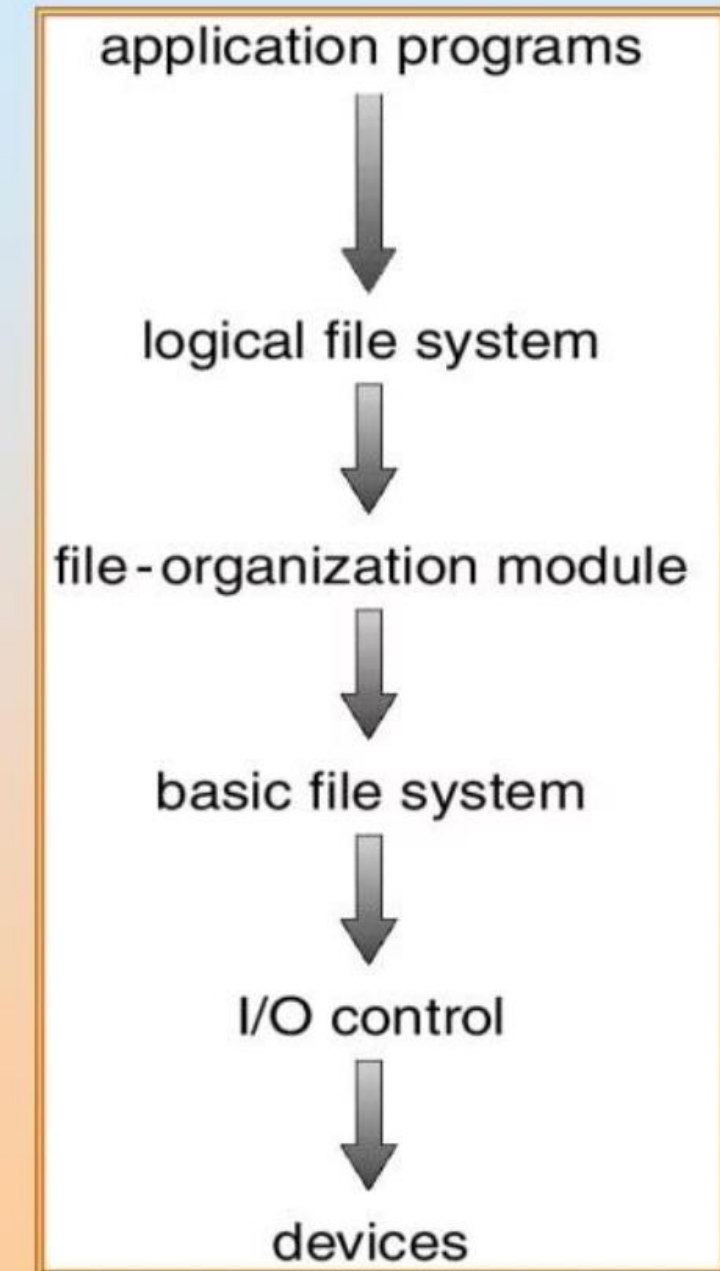 application programs
logical file system
file-organization module
basic file system
I/O control
devices